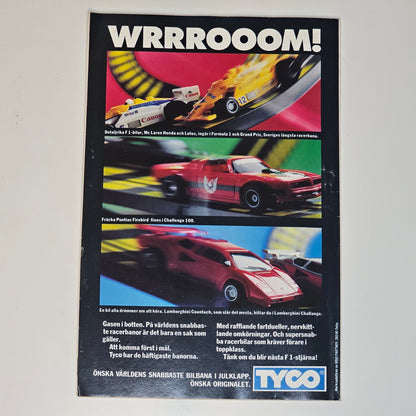 WRRROOOM!
Canon
12
Detaljrika F 1-bilar, Mc Laren Honda och Lotus, ingår i Formula 1 och Grand Prix, Sveriges längsta racerbana.
Fräcka Pontiac Firebird finns i Challenge 100.
En bil alla drömmer om att köra. Lamborghini Countach, som slår det mesta, hittar du i Lamborghini Challenge.
Gasen i botten. På världens snabbas-
te racerbanor är det bara en sak som
gäller.
Att komma först i mål.
Tyco har de häftigaste banorna.
Med rafflande fartdueller, nervkitt-
lande omkörningar. Och supersnab-
ba racerbilar som kräver förare i
toppklass.
Tänk om du blir nästa F 1-stjärna!
ÖNSKA VÄRLDENS SNABBASTE BILBANA I JULKLAPP.
ÖNSKA ORIGINALET.
TYCO